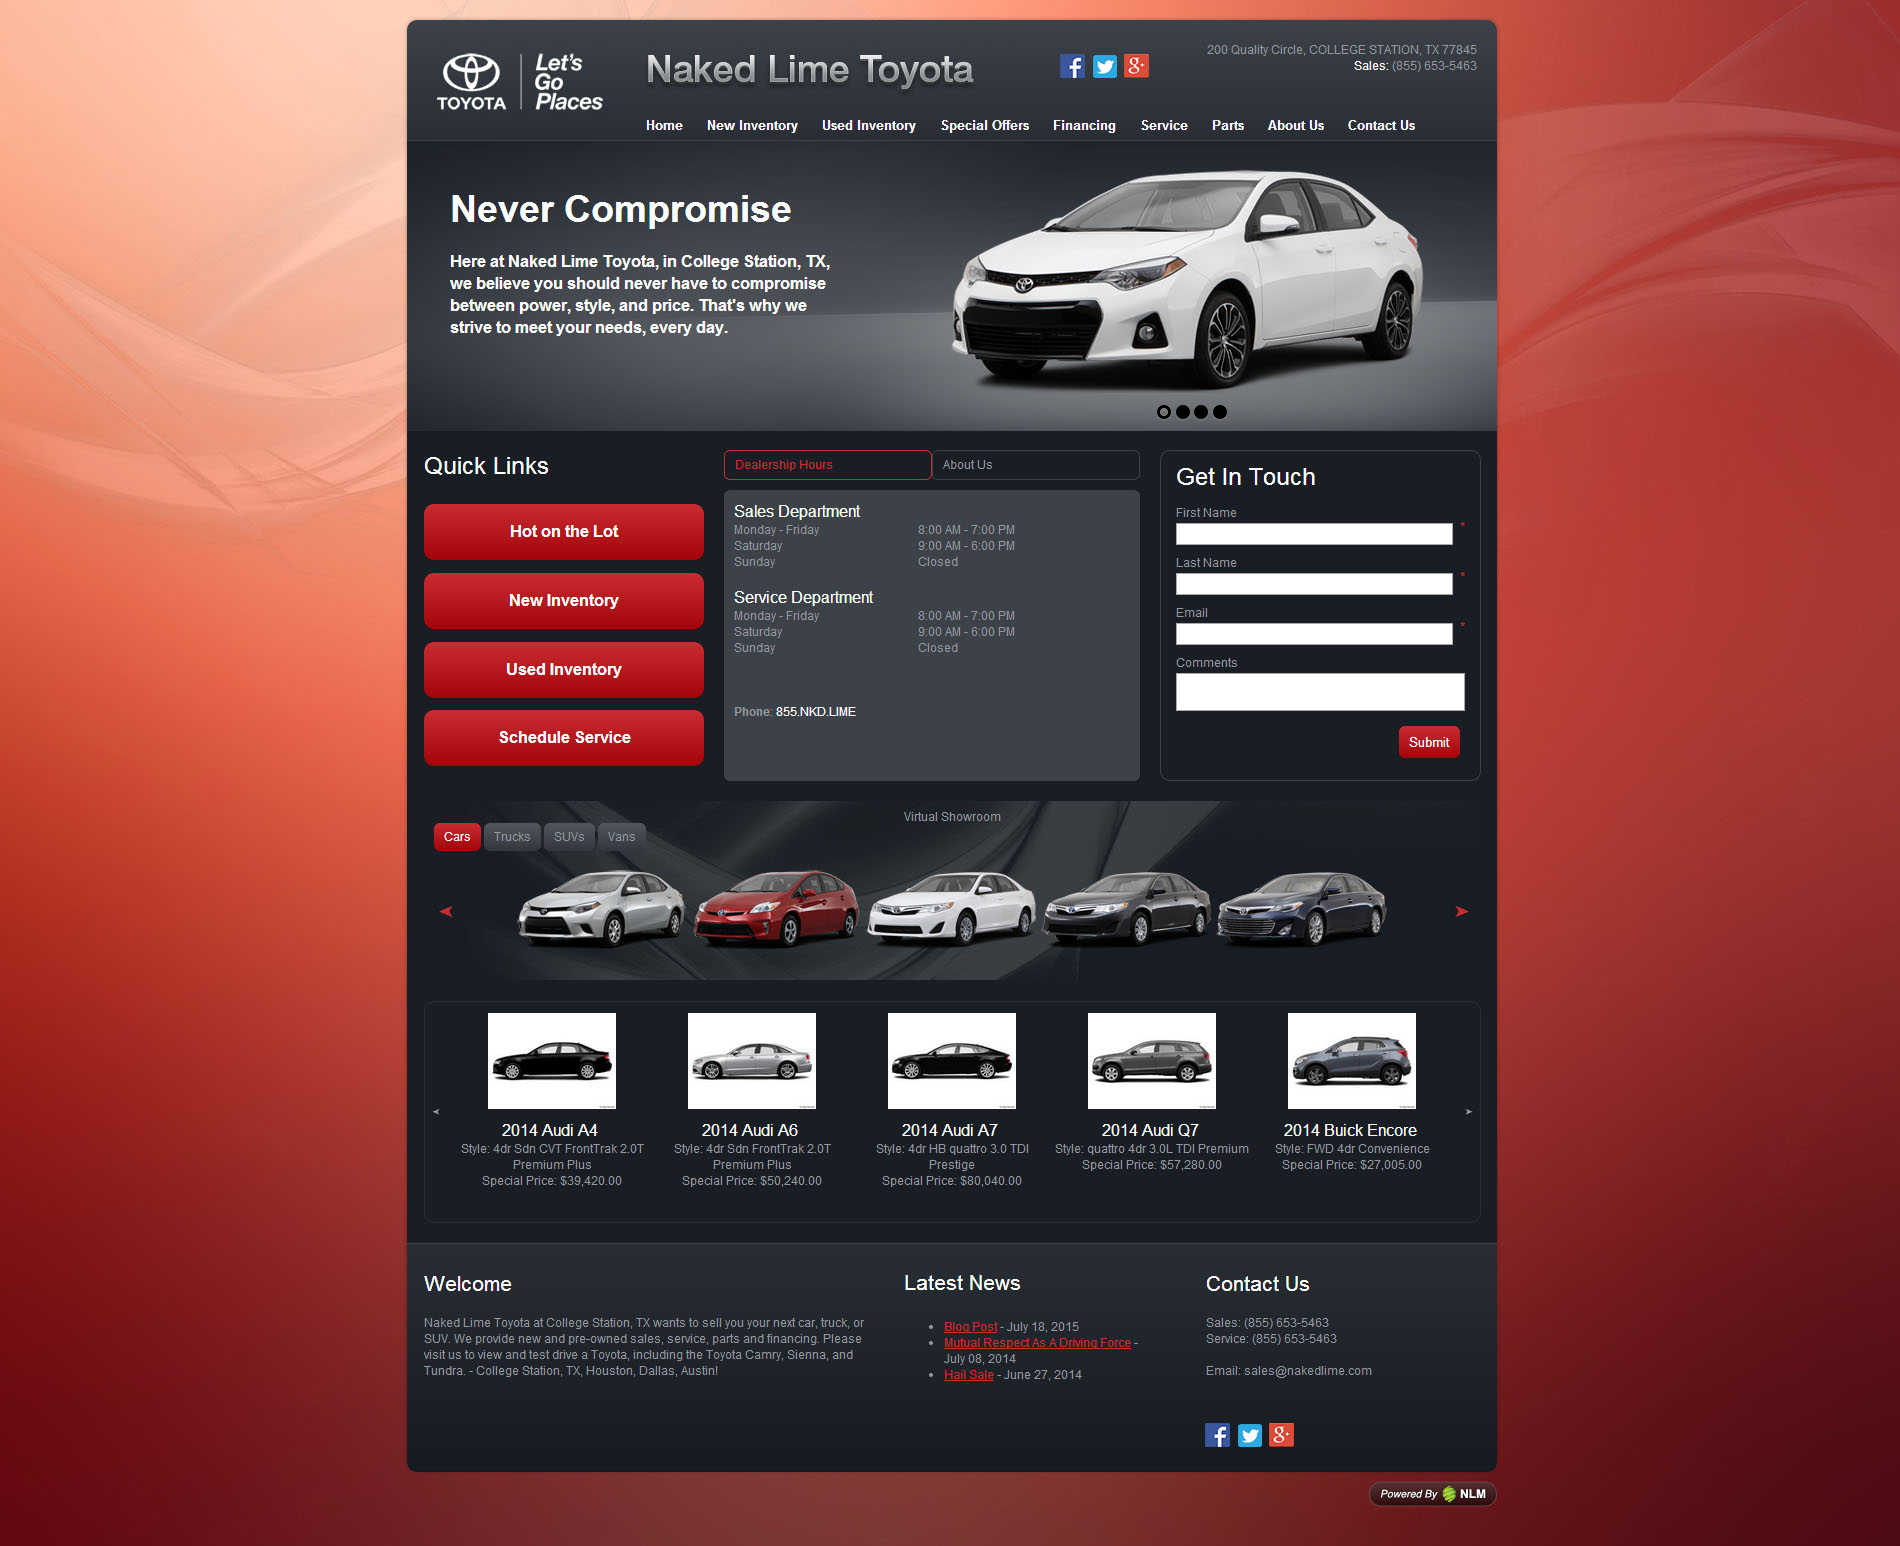 TOYOTA
Let's
Go
Places
Naked Lime Toyota
200 Quality Circle, COLLEGE STATION, TX 77845
Sales: (855) 653-5463
Home New Inventory Used Inventory Special Offers Financing Service Parts About Us Contact Us
Never Compromise
Here at Naked Lime Toyota, in College Station, TX,
we believe you should never have to compromise
between power, style, and price. That's why we
strive to meet your needs, every day.
Quick Links
Hot on the Lot
New Inventory
Used Inventory
Schedule Service
Dealership Hours About Us
Sales Department
Monday - Friday 8:00 AM - 7:00 PM
Saturday 9:00 AM - 6:00 PM
Sunday Closed
Service Department
Monday - Friday 8:00 AM - 7:00 PM
Saturday 9:00 AM - 6:00 PM
Sunday Closed
Phone: 855.NKD.LIME
Get In Touch
First Name
*
Last Name
*
Email
*
Comments
Submit
Virtual Showroom
Cars Trucks SUVs Vans
2014 Audi A4
Style: 4dr Sdn CVT FrontTrak 2.0T
Premium Plus
Special Price: $39,420.00
2014 Audi A6
Style: 4dr Sdn FrontTrak 2.0T
Premium Plus
Special Price: $50,240.00
2014 Audi A7
Style: 4dr HB quattro 3.0 TDI
Prestige
Special Price: $80,040.00
2014 Audi Q7
Style: quattro 4dr 3.0L TDI Premium
Special Price: $57,280.00
2014 Buick Encore
Style: FWD 4dr Convenience
Special Price: $27,005.00
Welcome
Naked Lime Toyota at College Station, TX wants to sell you your next car, truck, or
SUV. We provide new and pre-owned sales, service, parts and financing. Please
visit us to view and test drive a Toyota, including the Toyota Camry, Sienna, and
Tundra. - College Station, TX, Houston, Dallas, Austin!
Latest News
• Blog Post - July 18, 2015
• Mutual Respect As A Driving Force -
July 08, 2014
• Hail Sale - June 27, 2014
Contact Us
Sales: (855) 653-5463
Service: (855) 653-5463
Email: sales@nakedlime.com
Powered By NLM